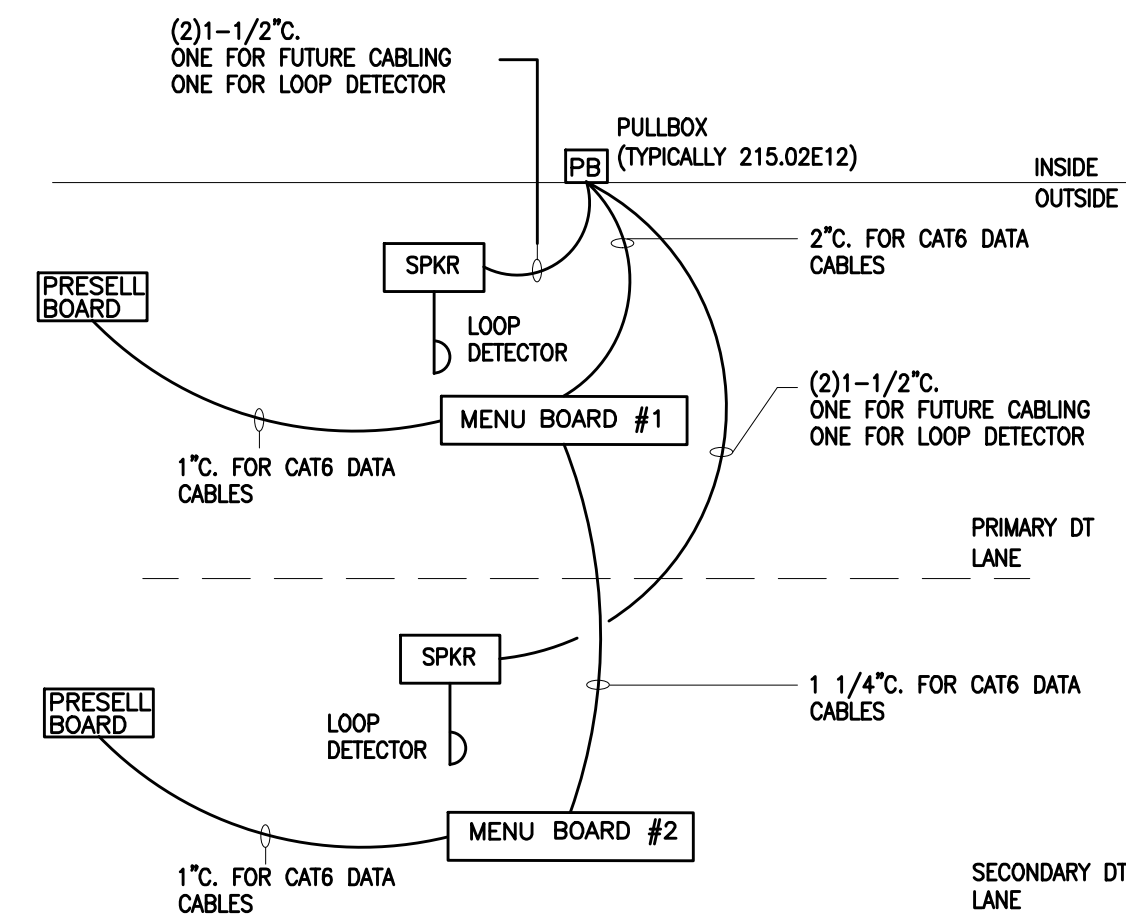 (2)1-1/2"C.
ONE FOR FUTURE CABLING
ONE FOR LOOP DETECTOR
PULLBOX
(TYPICALLY 215.02E12)
PB
INSIDE
OUTSIDE
SPKR
2"C. FOR CAT6 DATA
CABLES
PRESELL
BOARD
LOOP
DETECTOR
(2)1-1/2"C.
ONE FOR FUTURE CABLING
ONE FOR LOOP DETECTOR
MENU BOARD #1
1"C. FOR CAT6 DATA
CABLES
PRIMARY DT
LANE
SPKR
1 1/4"C. FOR CAT6 DATA
CABLES
PRESELL
BOARD
LOOP
DETECTOR
MENU BOARD #2
1"C. FOR CAT6 DATA
CABLES
SECONDARY DT
LANE